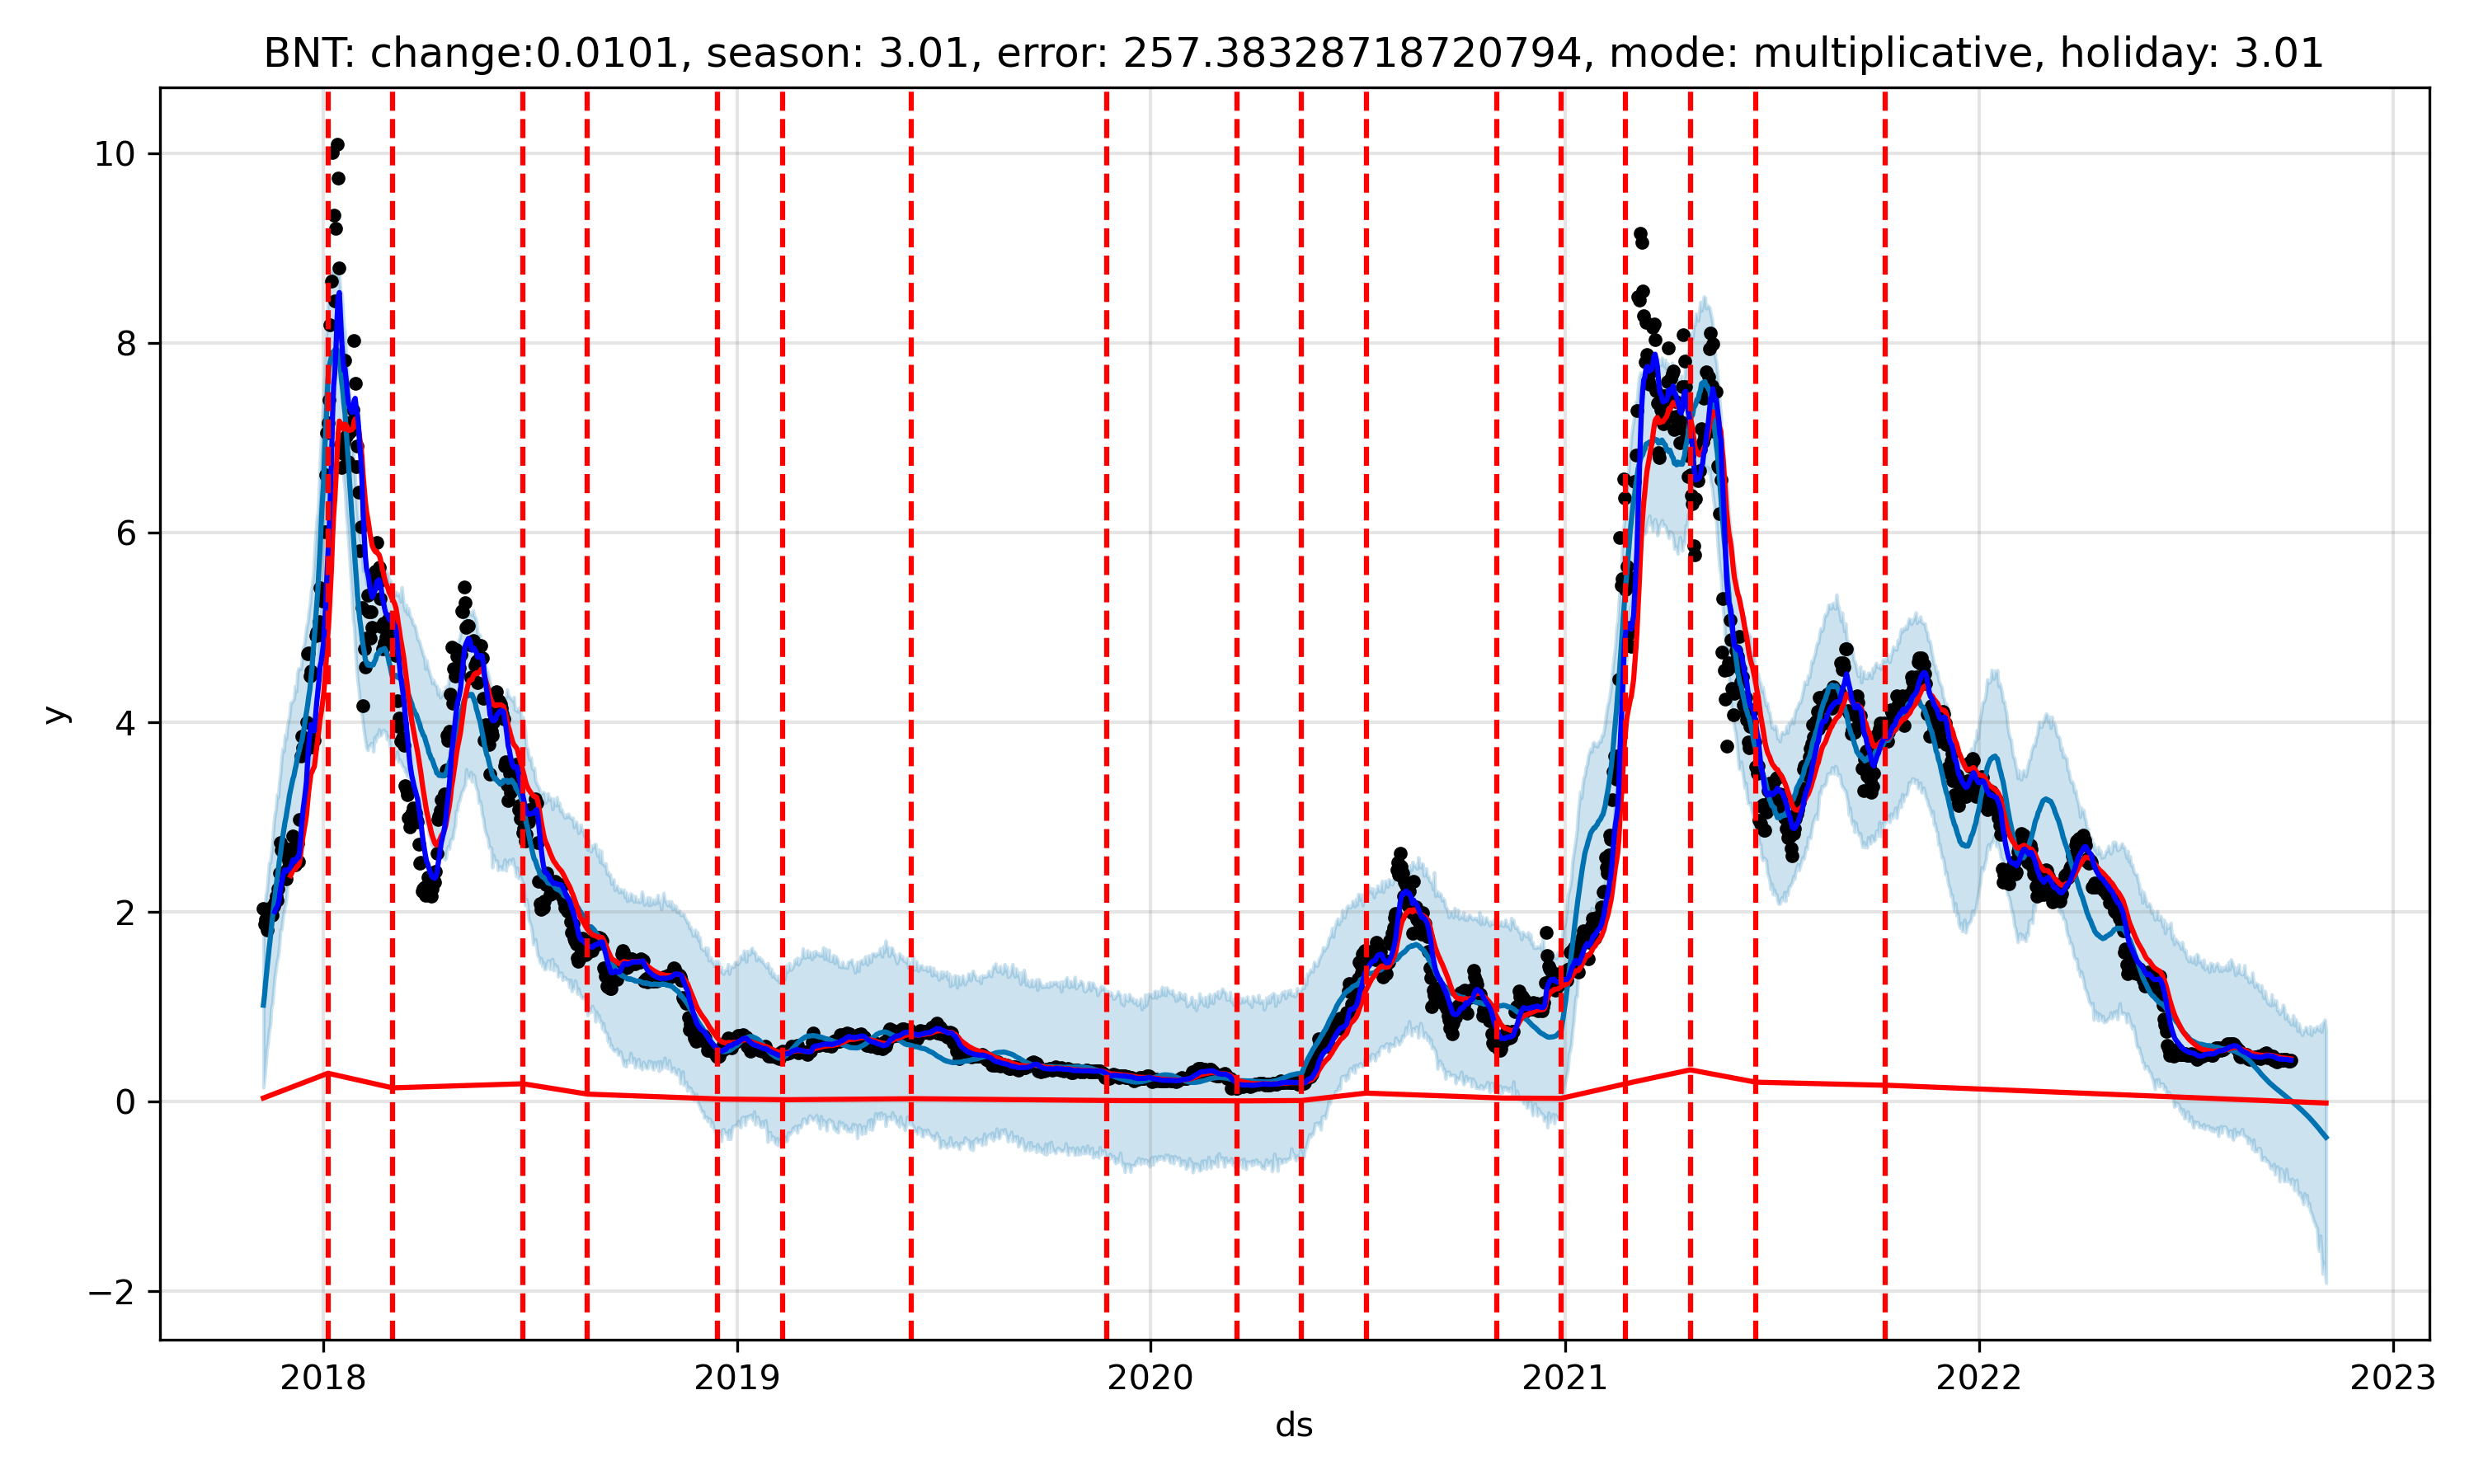 BNT: change:0.0101, season: 3.01, error: 257.38328718720794, mode: multiplicative, holiday: 3.01
10
8
6
4
2
0
−2
y
2018 2019 2020 2021 2022 2023
ds